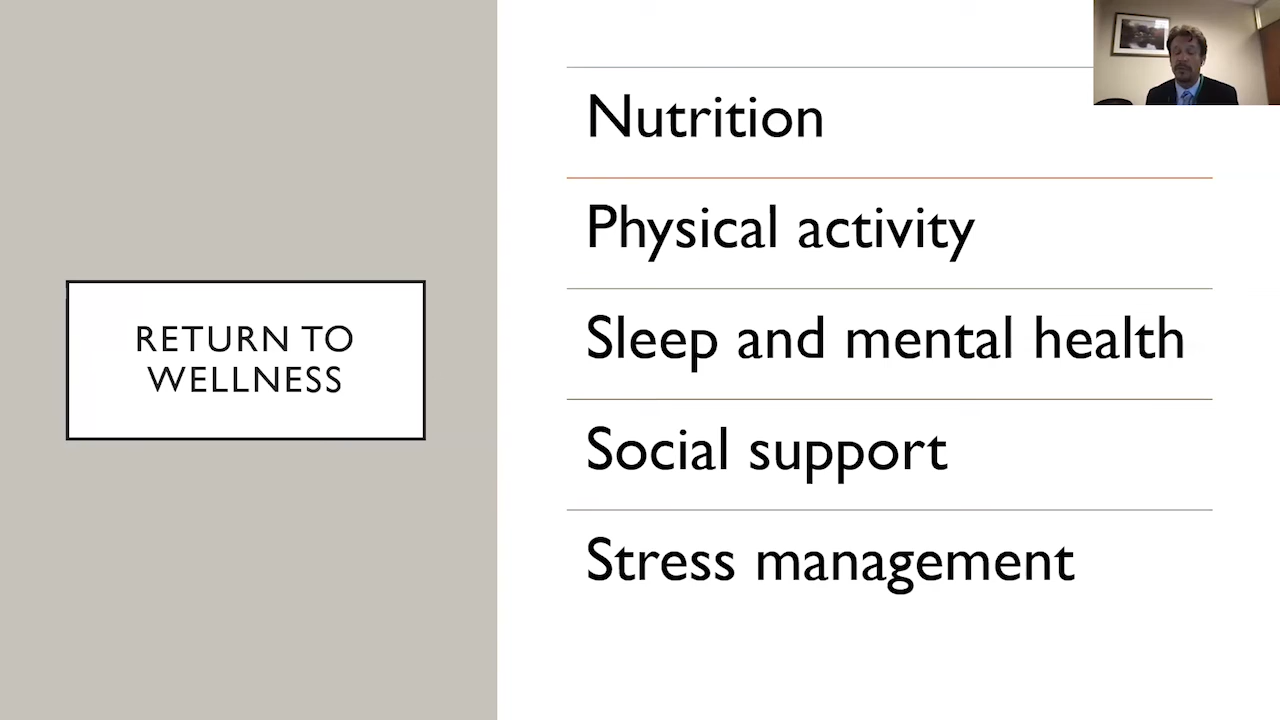 RETURN TO
WELLNESS
Nutrition
Physical activity
Sleep and mental health
Social support
Stress management